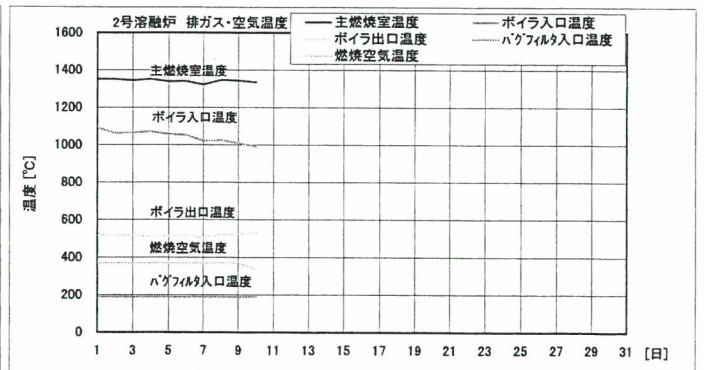 2号溶融炉 排ガス・空気温度
主燃焼室温度
ボイラ入口温度
ボイラ出口温度
バグフィルタ入口温度
燃焼空気温度
温度 [℃]
1600
1400
1200
1000
800
600
400
200
0
主燃焼室温度
ボイラ入口温度
ボイラ出口温度
燃焼空気温度
バグフィルタ入口温度
1 3 5 7 9 11 13 15 17 19 21 23 25 27 29 31 [日]